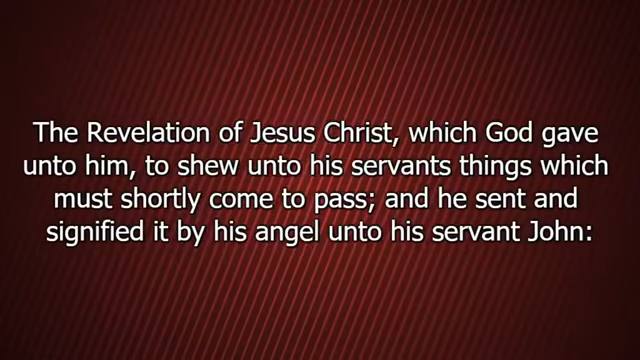 The Revelation of Jesus Christ, which God gave
unto him, to shew unto his servants things which
must shortly come to pass; and he sent and
signified it by his angel unto his servant John: